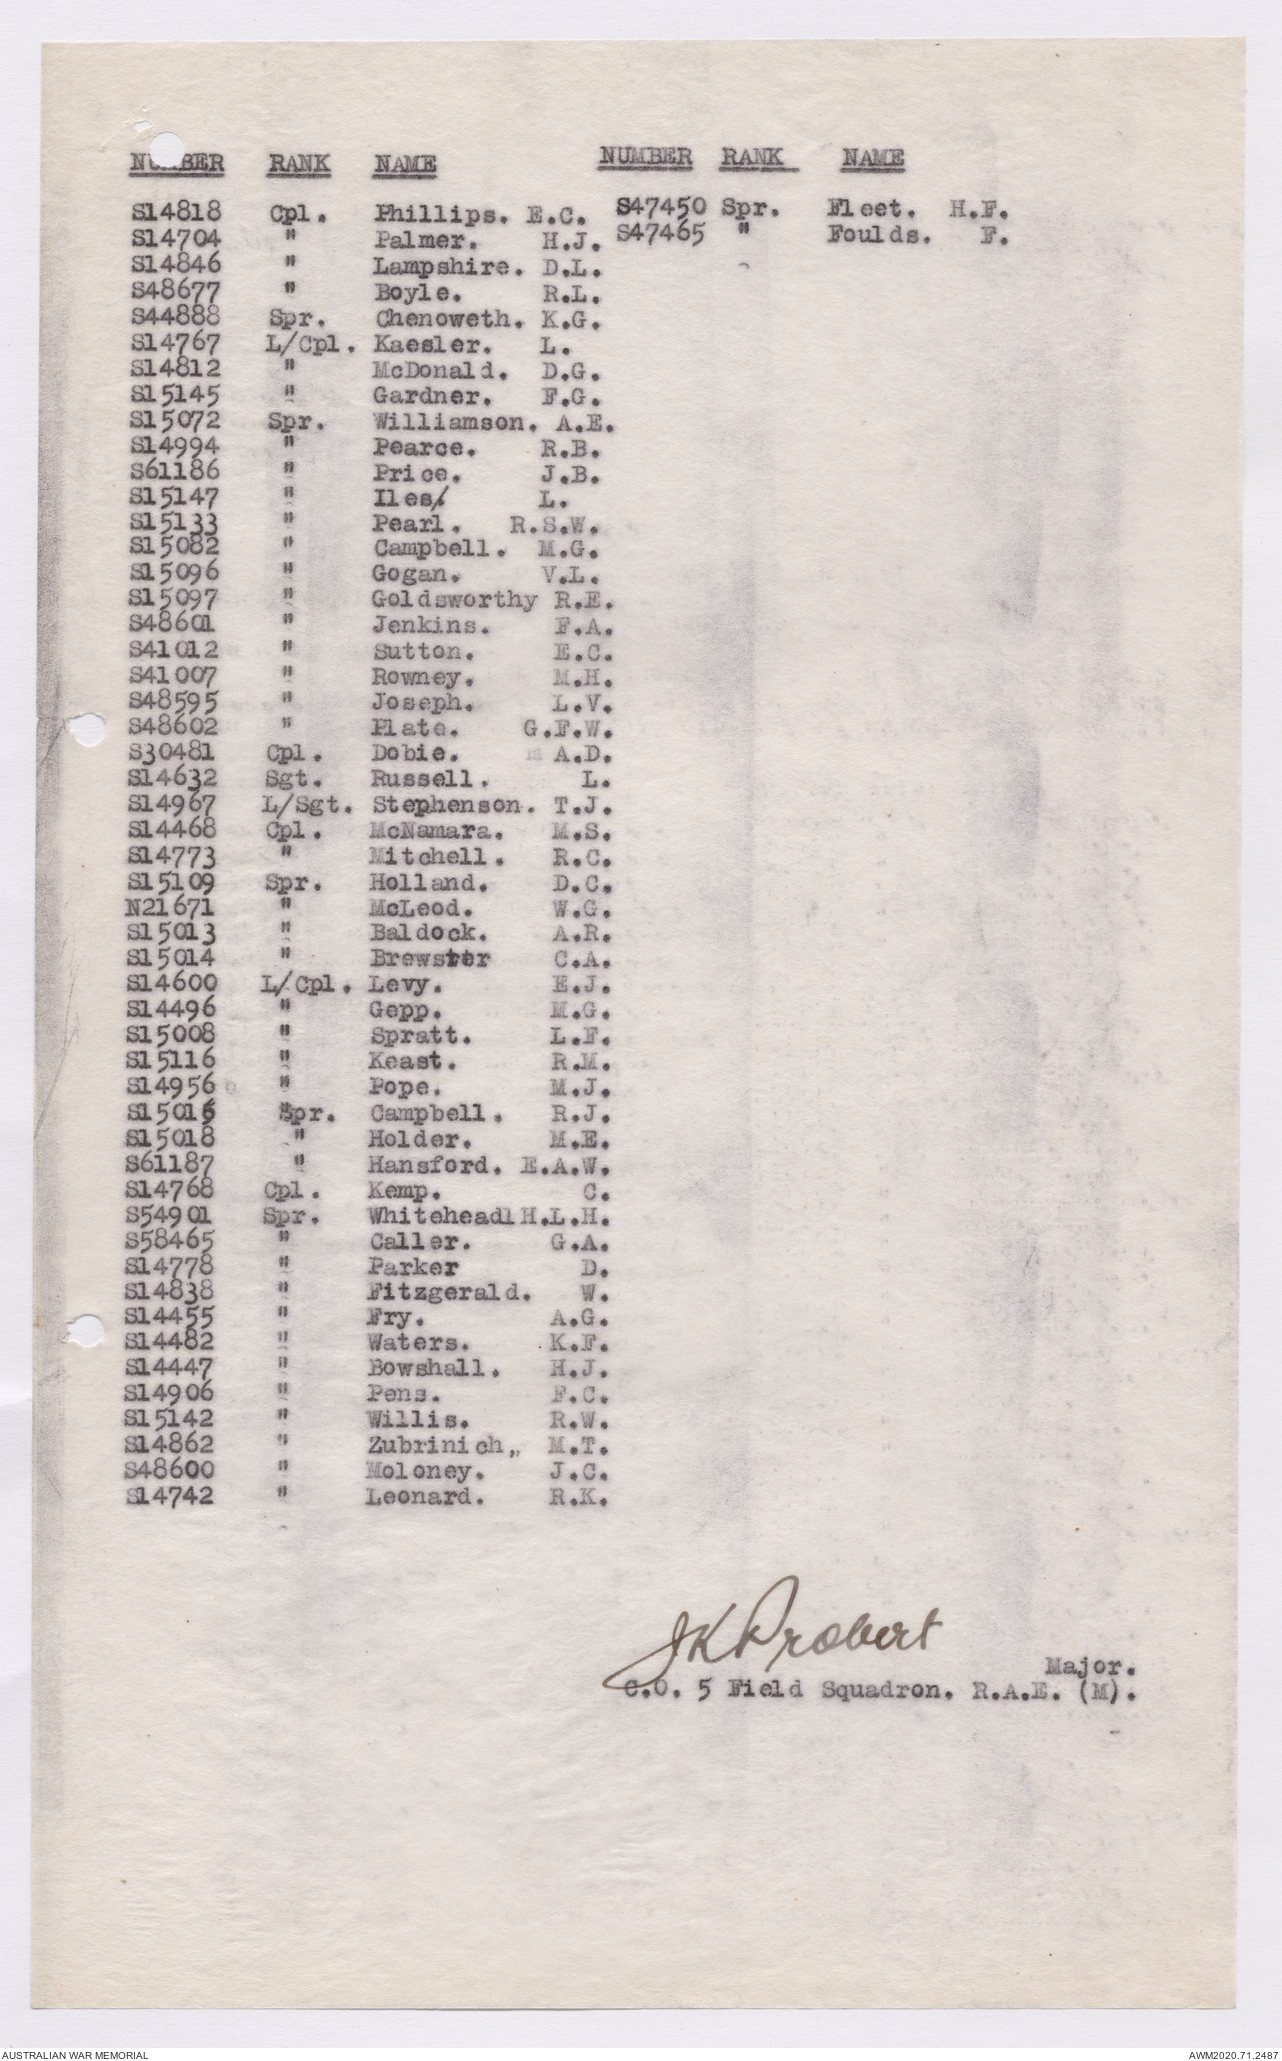 NUMBER RANK NAME
S14818 Cpl. Phillips. E.C.
S14704 " Palmer. H.J.
S14846 " Lampshire. D.L.
S48677 " Boyle. R.L.
S44888 Spr. Chenoweth. K.G.
S14767 L/Cpl. Kaesler. L.
S14812 " McDonald. D.G.
S15145 " Gardner. F.G.
S15072 Spr. Williamson. A.E.
S14994 " Pearce. R.B.
S61186 " Price. J.B.
S15147 " Iles/ L.
S15133 " Pearl. R.S.W.
S15082 " Campbell. M.G.
S15096 " Gogan. V.L.
S15097 " Goldsworthy R.E.
S48601 " Jenkins. F.A.
S41012 " Sutton. E.C.
S41007 " Rowney. M.H.
S48595 " Joseph. L.V.
S48602 " Plate. G.F.W.
S30481 Cpl. Dobie. A.D.
S14632 Sgt. Russell. L.
S14967 L/Sgt. Stephenson. T.J.
S14468 Cpl. McNamara. M.S.
S14773 " Mitchell. R.C.
S15109 Spr. Holland. D.C.
N21671 " McLeod. W.G.
S15013 " Baldock. A.R.
S15014 " Brewster C.A.
S14600 L/Cpl. Levy. E.J.
S14496 " Gepp. M.G.
S15008 " Spratt. L.F.
S15116 " Keast. R.M.
S14956 " Pope. M.J.
Spr. Campbell. R.J.
S15018 " Holder. M.E.
S61187 " Hansford. E.A.W.
S14768 Cpl. Kemp. C.
S54901 Spr. Whitehead H.L.H.
S58465 " Caller. G.A.
S14778 " Parker D.
S14838 " Fitzgerald. W.
S14455 " Fry. A.G.
S14482 " Waters. K.F.
S14447 " Bowshall. H.J.
S14906 " Pens. F.C.
S15142 " Willis. R.W.
S14862 " Zubrinich,, M.T.
S48600 " Moloney. J.C.
S14742 " Leonard. R.K.
NUMBER RANK NAME
S47450 Spr. Fleet. H.F.
S47465 " Foulds. F.
JKProbert
Major.
C.O. 5 Field Squadron. R.A.E. (M).
AUSTRALIAN WAR MEMORIAL
AWM2020.71.2487